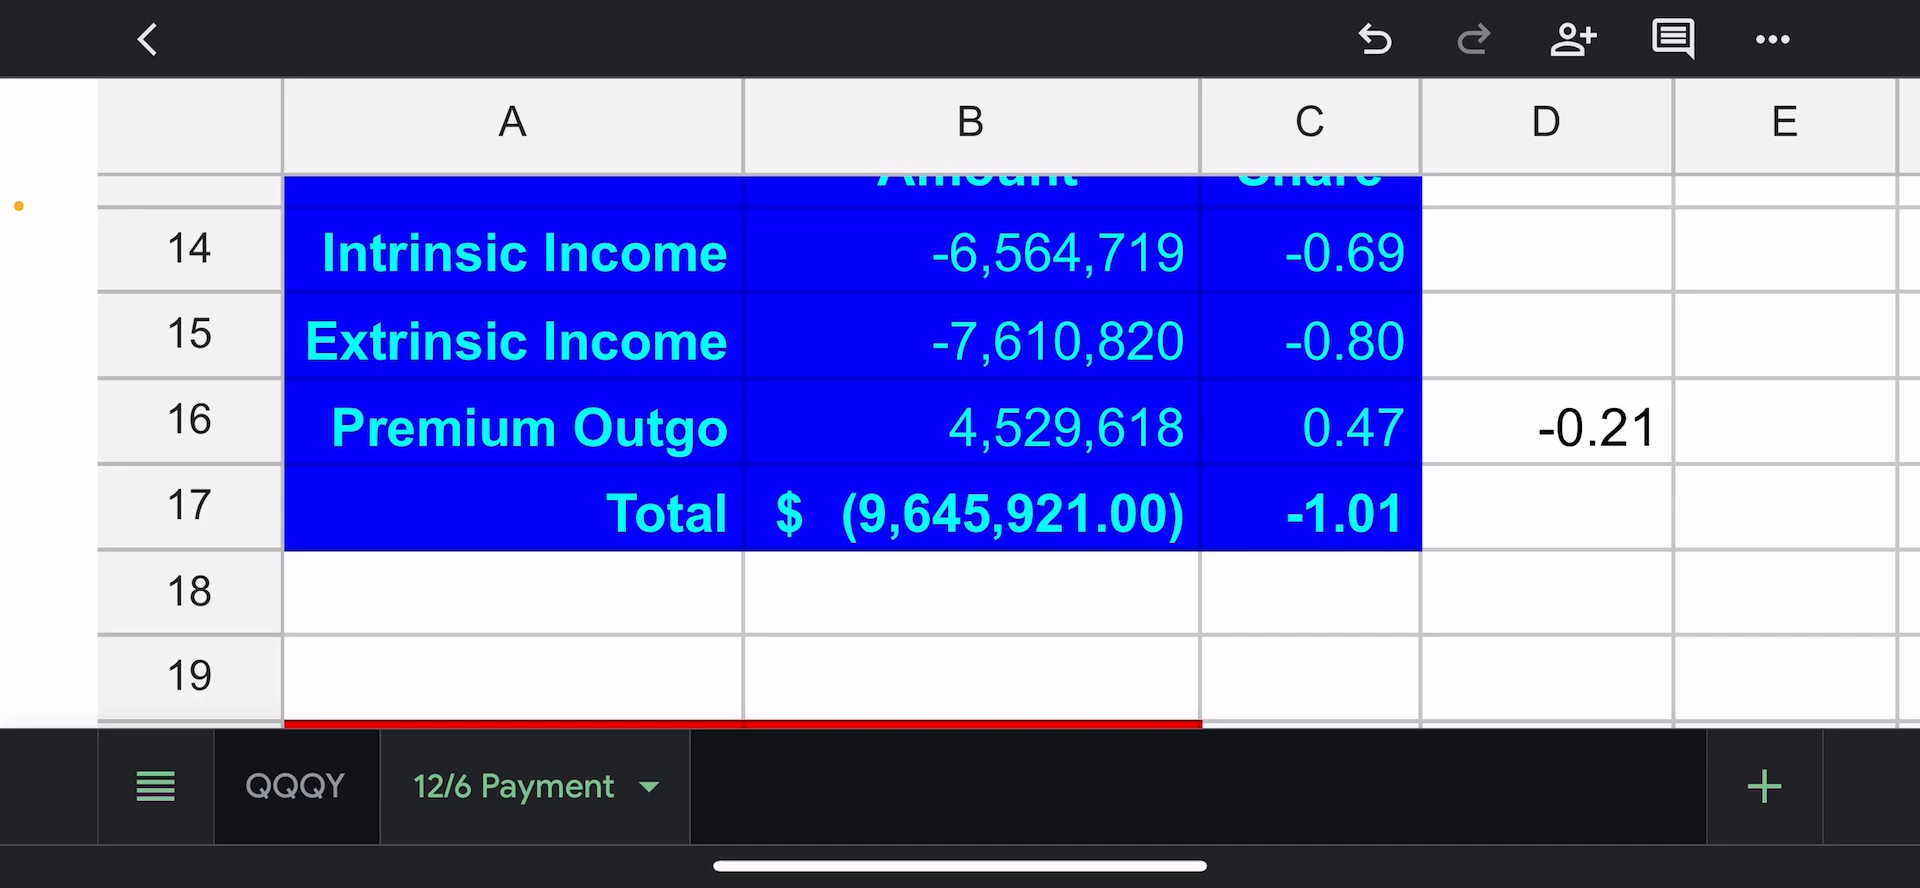 A B C D E
Amount Share
14 Intrinsic Income -6,564,719 -0.69
15 Extrinsic Income -7,610,820 -0.80
16 Premium Outgo 4,529,618 0.47 -0.21
17 Total $ (9,645,921.00) -1.01
18
19
QQQY 12/6 Payment